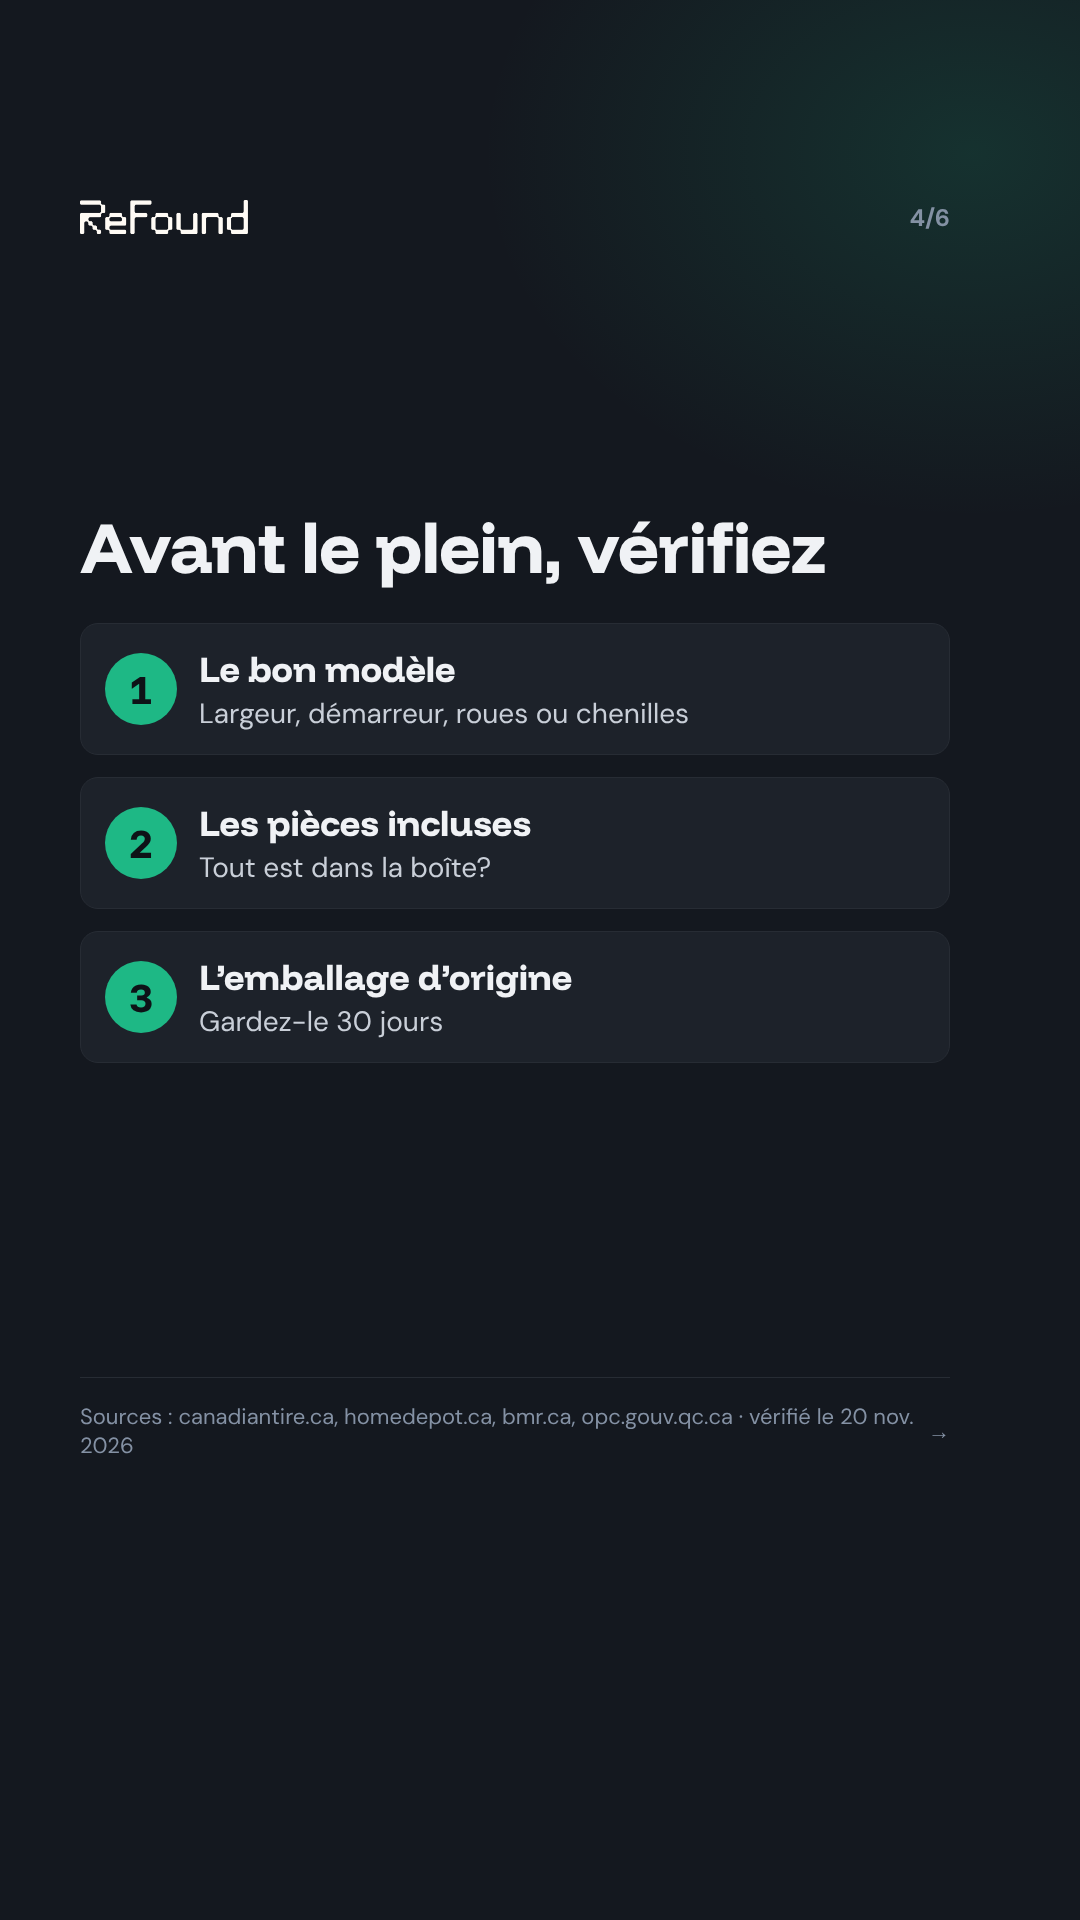 ReFound
4/6
Avant le plein, vérifiez
1
Le bon modèle
Largeur, démarreur, roues ou chenilles
2
Les pièces incluses
Tout est dans la boîte?
3
L’emballage d’origine
Gardez-le 30 jours
Sources : canadiantire.ca, homedepot.ca, bmr.ca, opc.gouv.qc.ca · vérifié le 20 nov.
2026
→